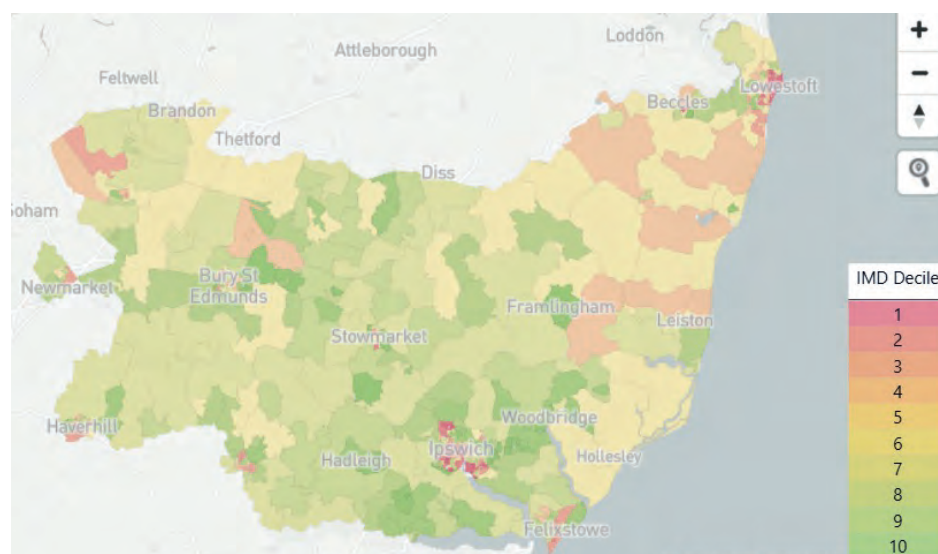 Loddon
Attleborough
Feltwell
Brandon
Beccles
Lowestoft
Thetford
Diss
Soham
Newmarket
Bury St
Edmunds
Framlingham
Leiston
Stowmarket
Woodbridge
Haverhill
Ipswich
Hadleigh
Hollesley
Felixstowe
+
−
IMD Decile
1
2
3
4
5
6
7
8
9
10